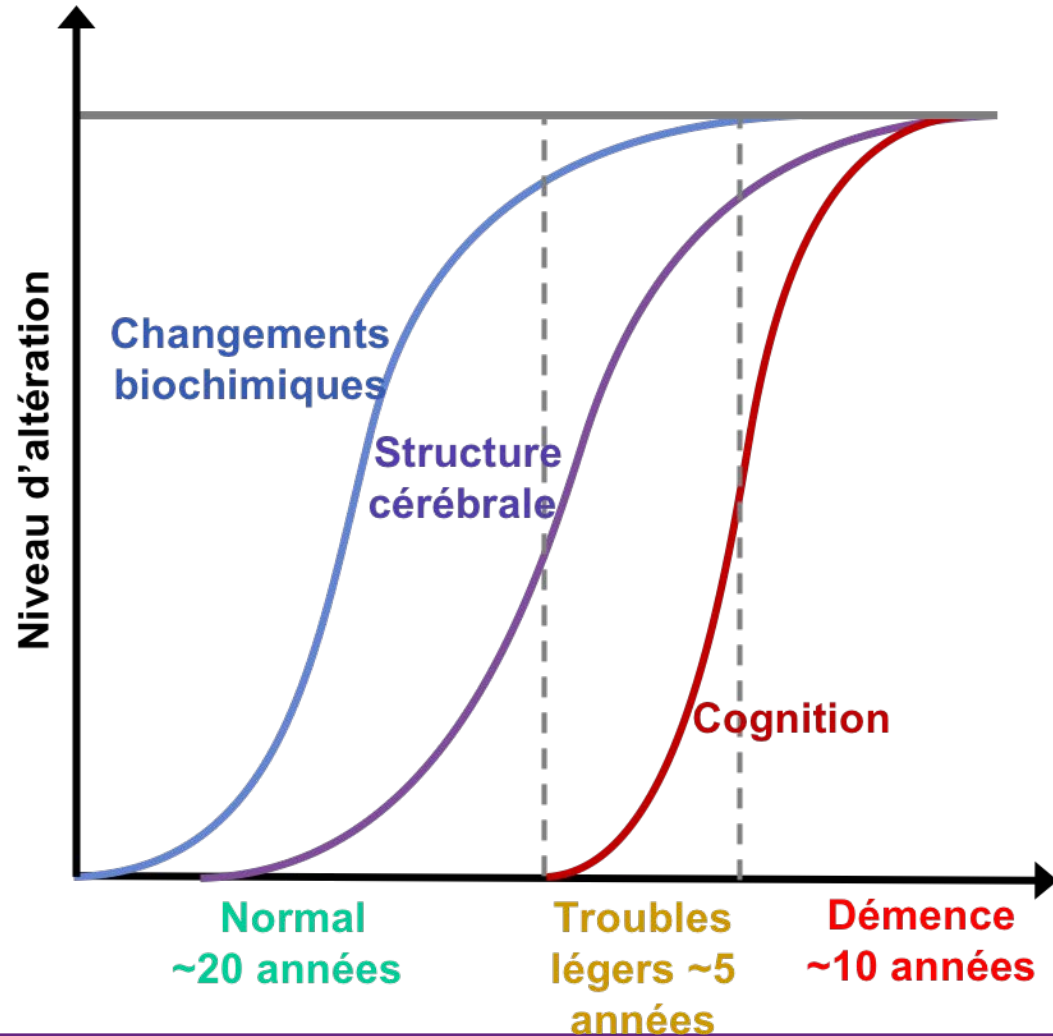 Niveau d'altération
Changements
biochimiques
Structure
cérébrale
Cognition
Normal
~20 années
Troubles
légers ~5
années
Démence
~10 années